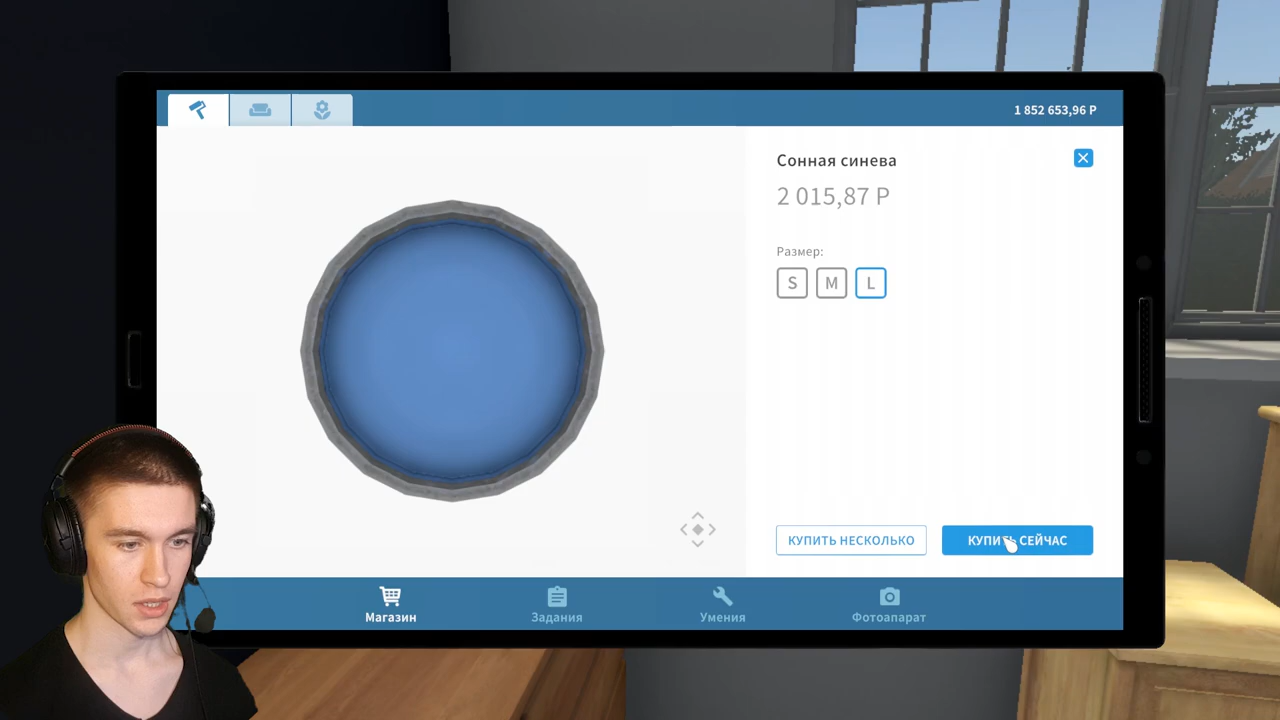 1 852 653,96 Р
Сонная синева
2 015,87 Р
Размер:
S M L
КУПИТЬ НЕСКОЛЬКО
КУПИТЬ СЕЙЧАС
Магазин
Задания
Умения
Фотоапарат